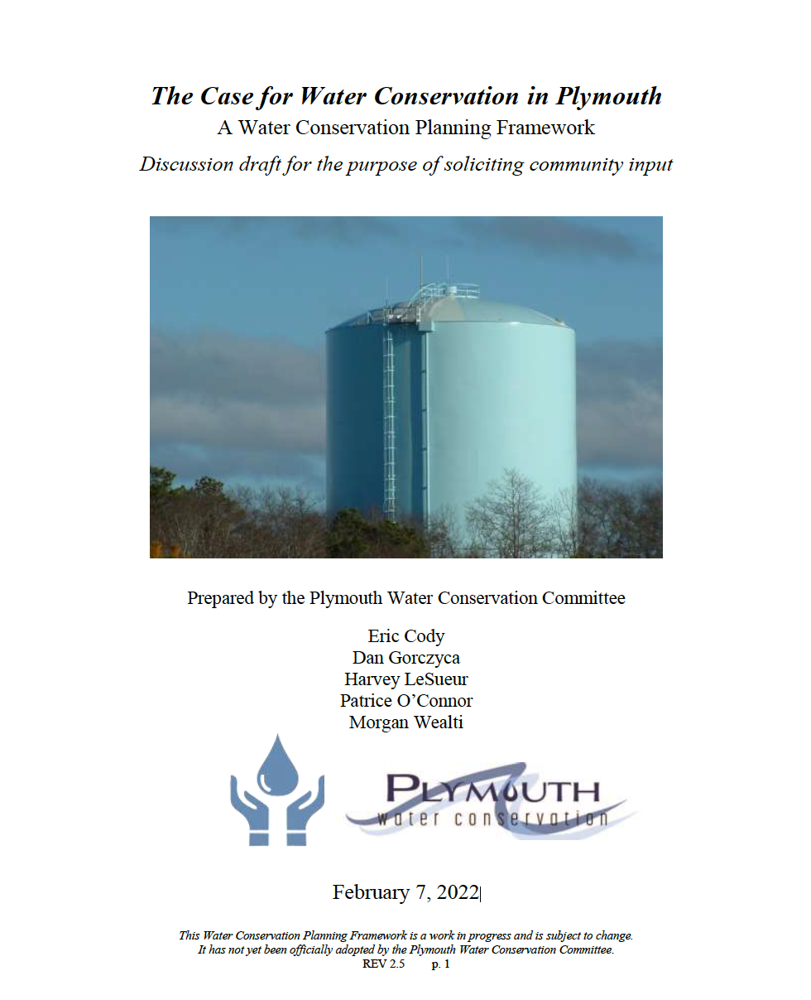 The Case for Water Conservation in Plymouth
A Water Conservation Planning Framework
Discussion draft for the purpose of soliciting community input
Prepared by the Plymouth Water Conservation Committee
Eric Cody
Dan Gorczyca
Harvey LeSueur
Patrice O’Connor
Morgan Wealti
PLYMOUTH
water conservation
February 7, 2022
This Water Conservation Planning Framework is a work in progress and is subject to change.
It has not yet been officially adopted by the Plymouth Water Conservation Committee.
REV 2.5 p. 1